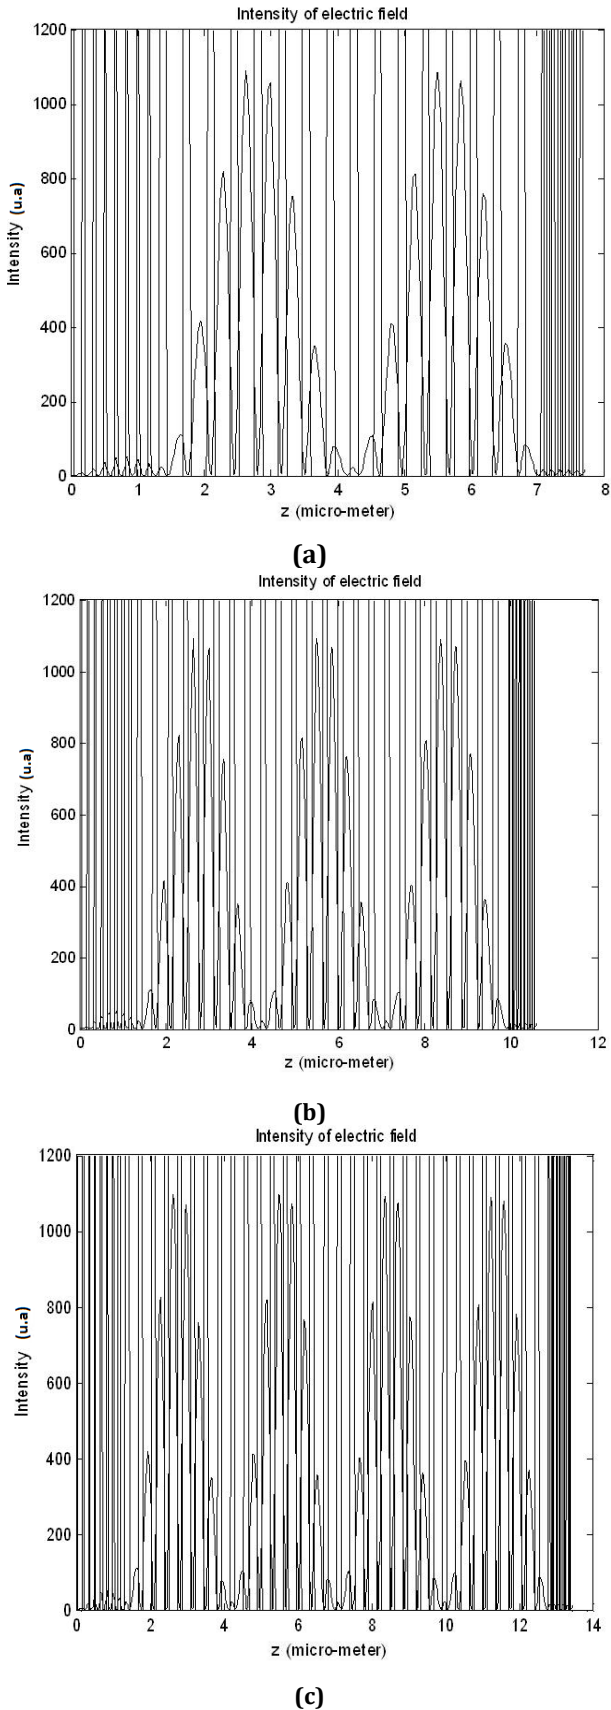 Intensity of electric field
1200
1000
800
600
400
200
0
Intensity (u.a)
0 1 2 3 4 5 6 7 8
z (micro-meter)
(a)
Intensity of electric field
1200
1000
800
600
400
200
0
Intensity (u.a)
0 2 4 6 8 10 12
z (micro-meter)
(b)
Intensity of electric field
1200
1000
800
600
400
200
0
Intensity (u.a)
0 2 4 6 8 10 12 14
z (micro-meter)
(c)